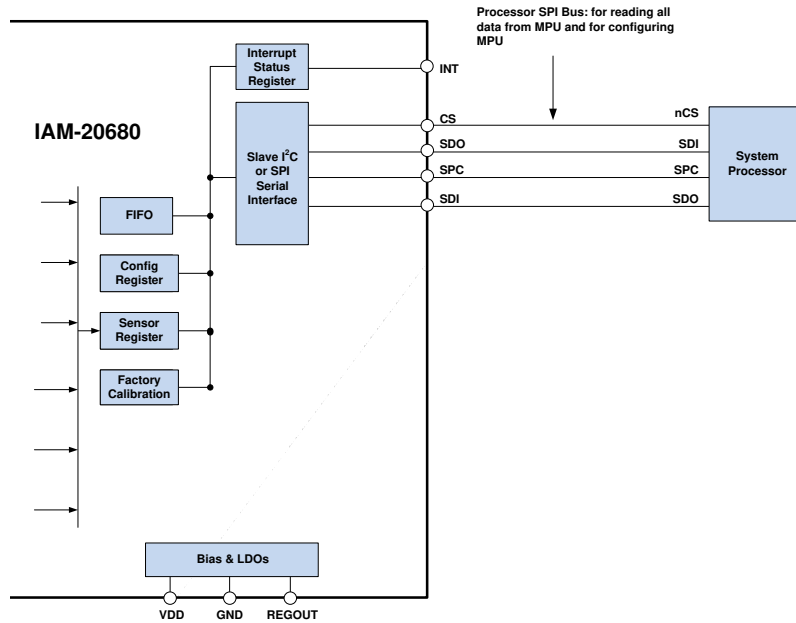 Processor SPI Bus: for reading all
data from MPU and for configuring
MPU
Interrupt
Status
Register
INT
IAM-20680
CS
nCS
Slave I²C
or SPI
Serial
Interface
SDO
SDI
SPC
SPC
SDI
SDO
System
Processor
FIFO
Config
Register
Sensor
Register
Factory
Calibration
Bias & LDOs
VDD
GND
REGOUT